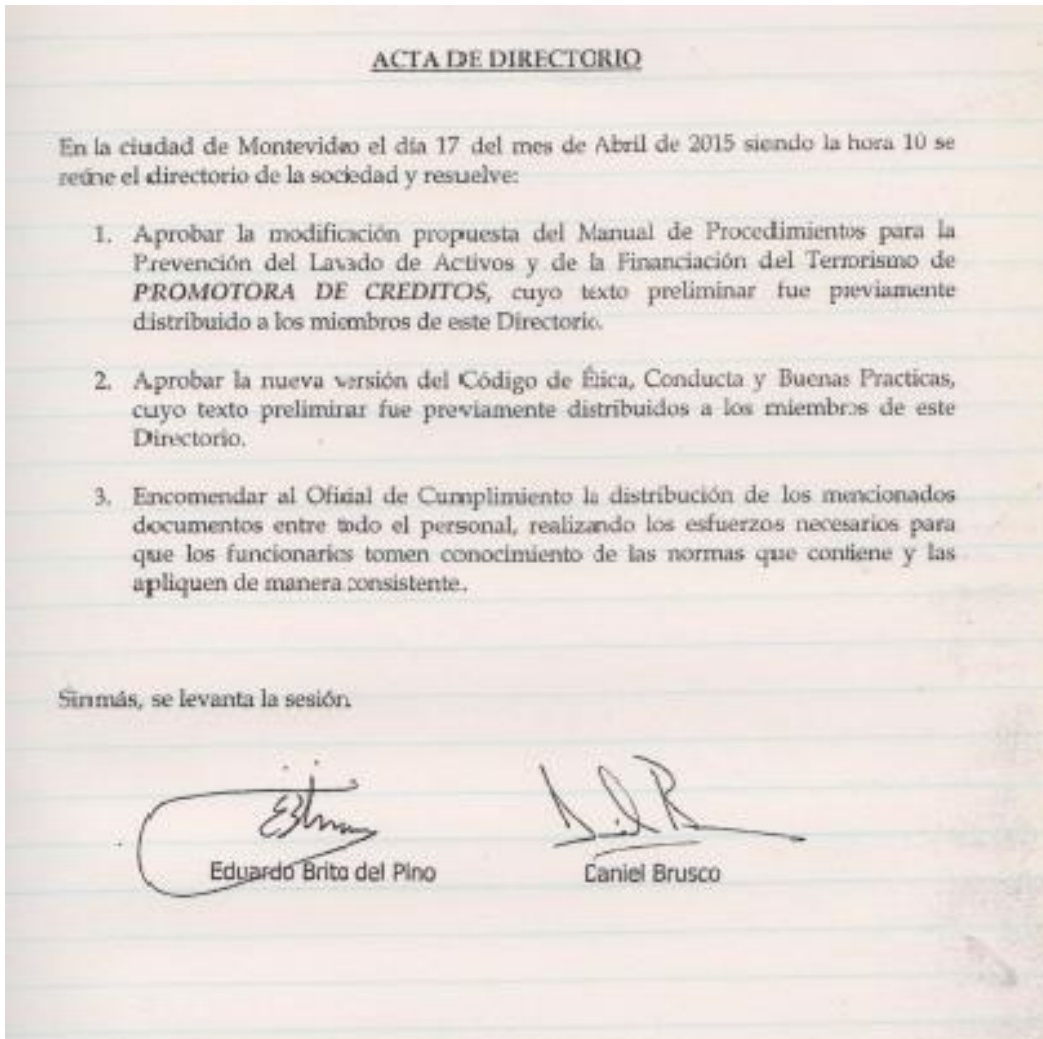 ACTA DE DIRECTORIO
En la ciudad de Montevideo el día 17 del mes de Abril de 2015 siendo la hora 10 se
reúne el directorio de la sociedad y resuelve:
1. Aprobar la modificación propuesta del Manual de Procedimientos para la
Prevención del Lavado de Activos y de la Financiación del Terrorismo de
PROMOTORA DE CREDITOS, cuyo texto preliminar fue previamente
distribuido a los miembros de este Directorio.
2. Aprobar la nueva versión del Código de Ética, Conducta y Buenas Practicas,
cuyo texto preliminar fue previamente distribuidos a los miembros de este
Directorio.
3. Encomendar al Oficial de Cumplimiento la distribución de los mencionados
documentos entre todo el personal, realizando los esfuerzos necesarios para
que los funcionarios tomen conocimiento de las normas que contiene y las
apliquen de manera consistente.
Sin más, se levanta la sesión.
Eduardo Brito del Pino Daniel Brusco